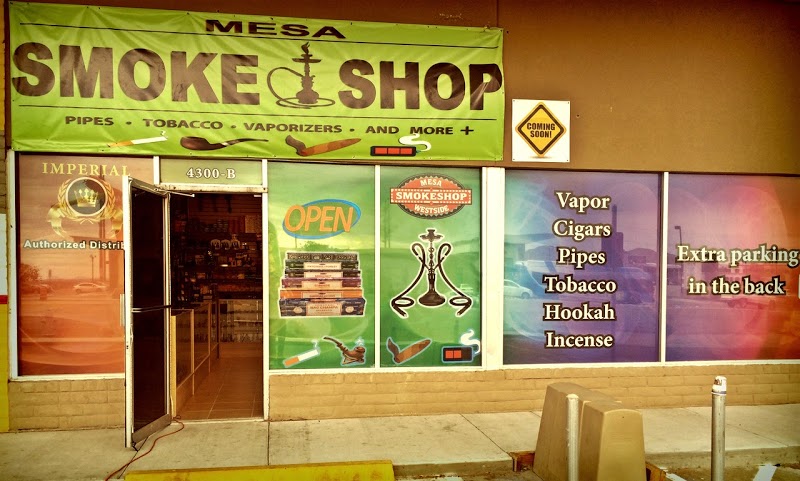 MESA
SMOKE SHOP
PIPES • TOBACCO • VAPORIZERS • AND MORE +
COMING
SOON!
IMPERIAL
Authorized
4300-B
OPEN
MESA
SMOKESHOP
WESTSIDE
Vapor
Cigars
Pipes
Tobacco
Hookah
Incense
Extra parking
in the back